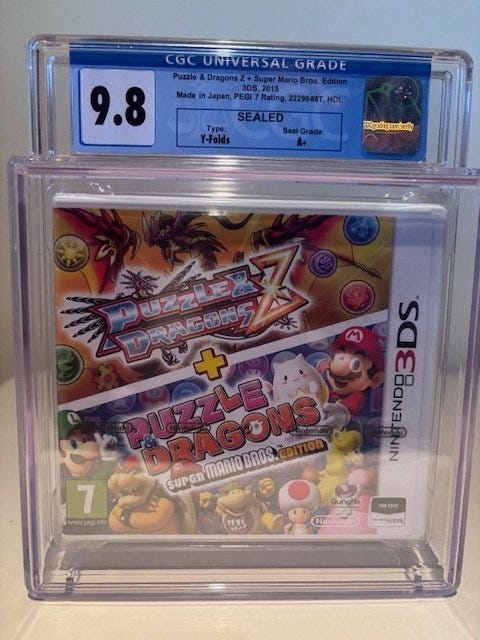 CGC UNIVERSAL GRADE
9.8
Puzzle & Dragons Z + Super Mario Bros. Edition
3DS, 2015
Made in Japan, PEGI 7 Rating, 2229648T, HOL
SEALED
Type:
Y-Folds
Seal Grade:
A+
PUZZLE &
DRAGONS Z
+
PUZZLE
& DRAGONS
SUPER MARIO BROS. EDITION
NINTENDO 3DS
7
www.pegi.info
GungHo
Nintendo